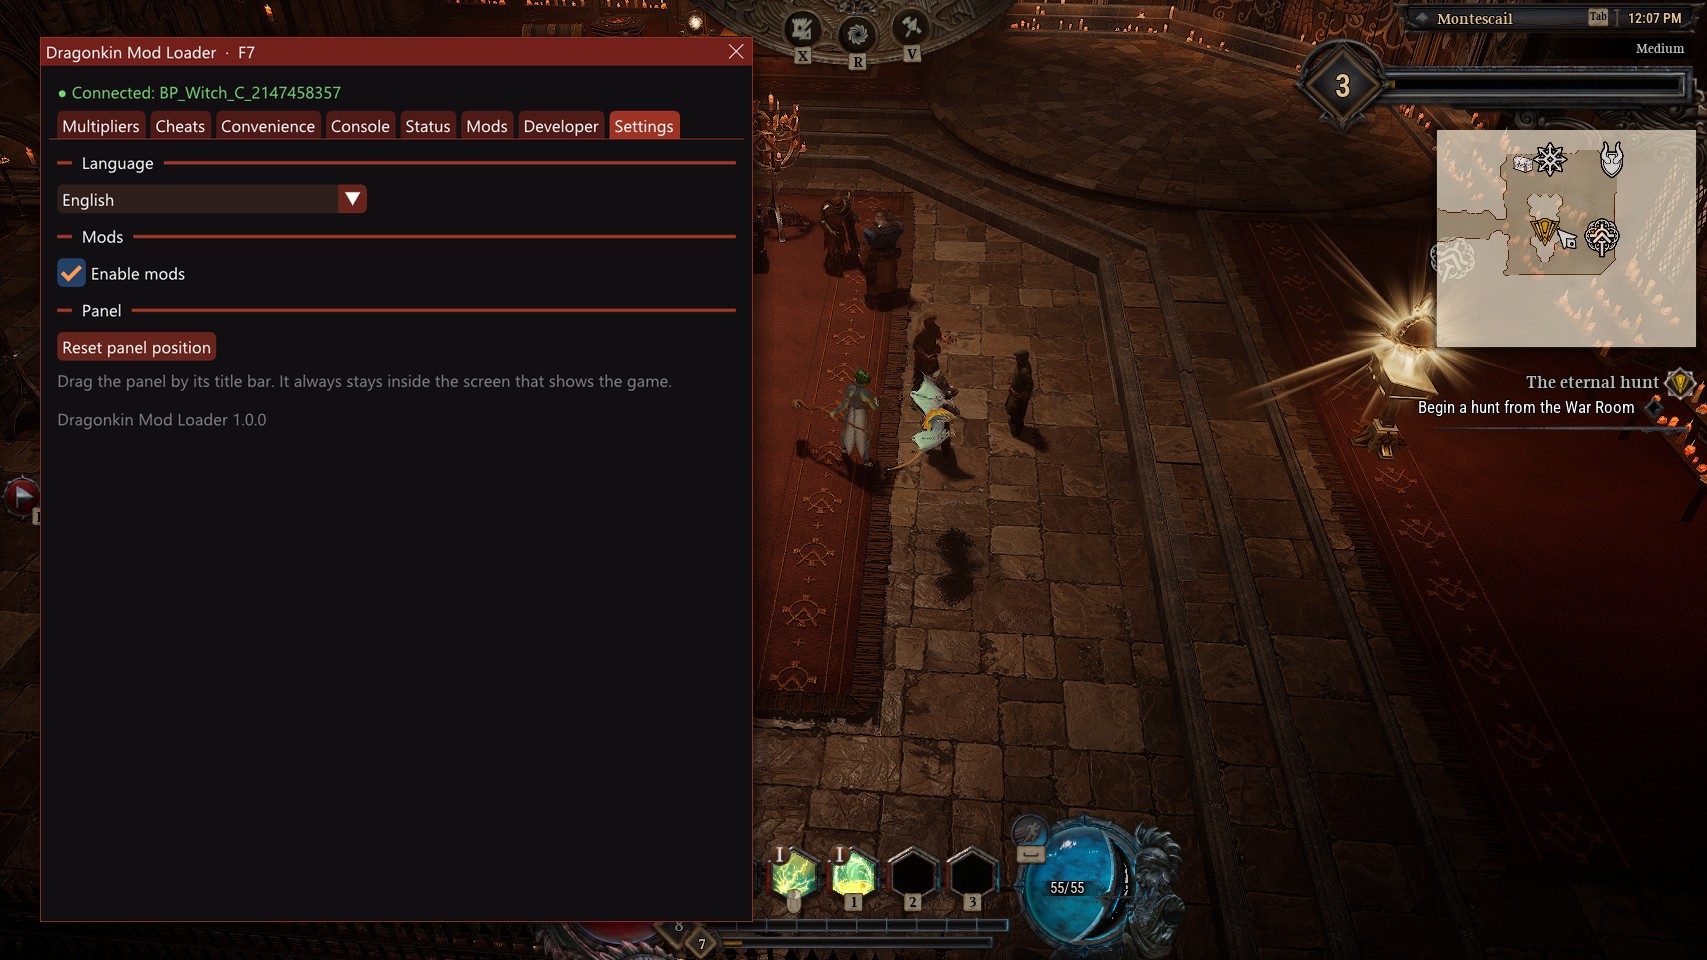 Dragonkin Mod Loader · F7
● Connected: BP_Witch_C_2147458357
Multipliers Cheats Convenience Console Status Mods Developer Settings
Language
English
Mods
Enable mods
Panel
Reset panel position
Drag the panel by its title bar. It always stays inside the screen that shows the game.
Dragonkin Mod Loader 1.0.0
X R V
Montescail Tab 12:07 PM
Medium
3
The eternal hunt
Begin a hunt from the War Room
I I
1 2 3
55/55
8
7